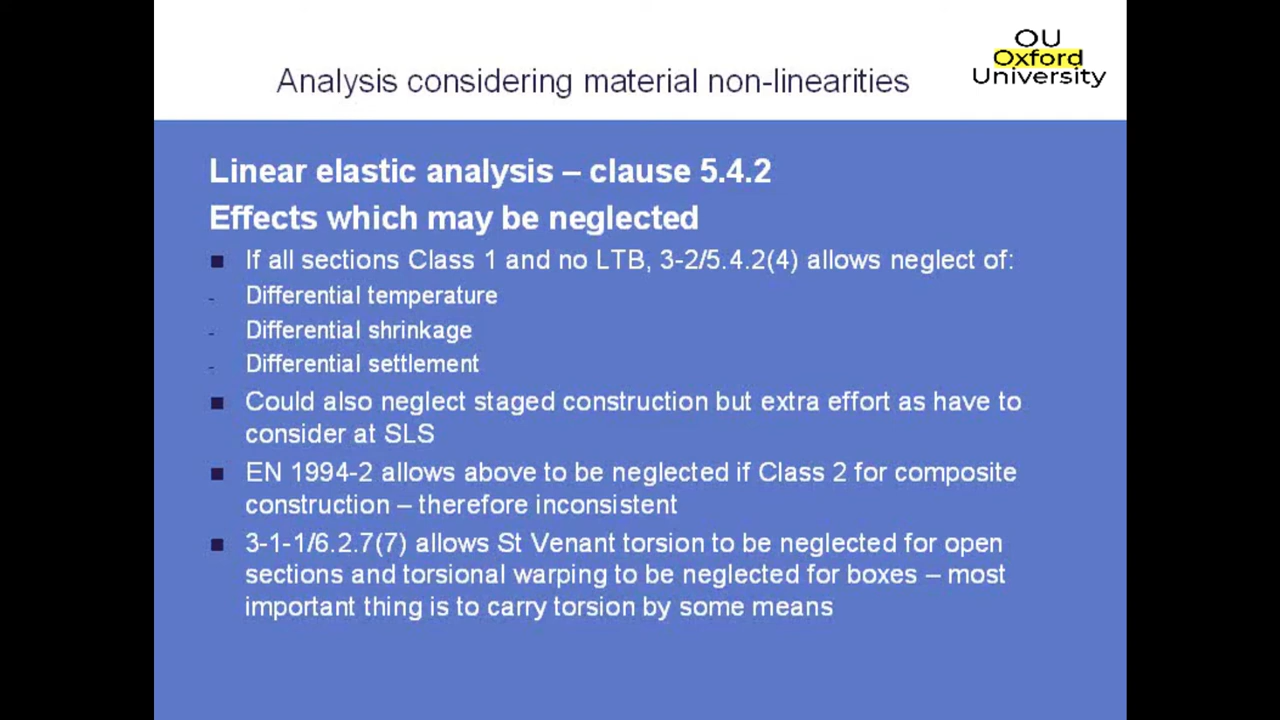 OU
Oxford
University
Analysis considering material non-linearities
Linear elastic analysis – clause 5.4.2
Effects which may be neglected
■ If all sections Class 1 and no LTB, 3-2/5.4.2(4) allows neglect of:
- Differential temperature
- Differential shrinkage
- Differential settlement
■ Could also neglect staged construction but extra effort as have to
consider at SLS
■ EN 1994-2 allows above to be neglected if Class 2 for composite
construction – therefore inconsistent
■ 3-1-1/6.2.7(7) allows St Venant torsion to be neglected for open
sections and torsional warping to be neglected for boxes – most
important thing is to carry torsion by some means